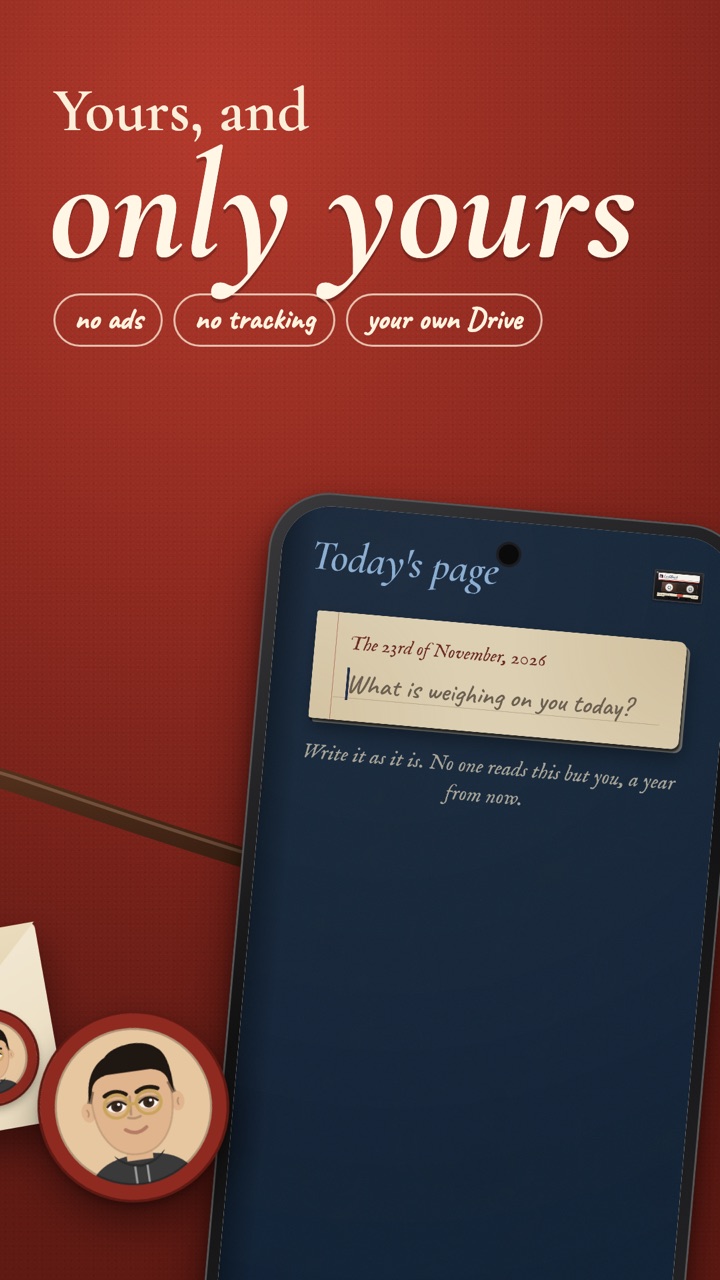 Yours, and
only yours
no ads
no tracking
your own Drive
Today's page
The 23rd of November, 2026
What is weighing on you today?
Write it as it is. No one reads this but you, a year
from now.